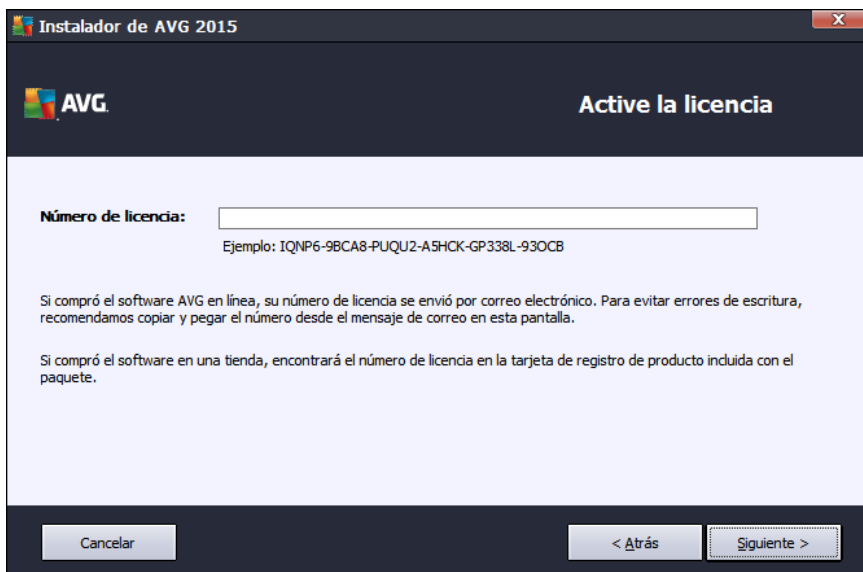 Instalador de AVG 2015
AVG.
Active la licencia
Número de licencia:
Ejemplo: IQNP6-9BCA8-PUQU2-A5HCK-GP338L-93OCB
Si compró el software AVG en línea, su número de licencia se envió por correo electrónico. Para evitar errores de escritura,
recomendamos copiar y pegar el número desde el mensaje de correo en esta pantalla.
Si compró el software en una tienda, encontrará el número de licencia en la tarjeta de registro de producto incluida con el
paquete.
Cancelar
< Atrás
Siguiente >